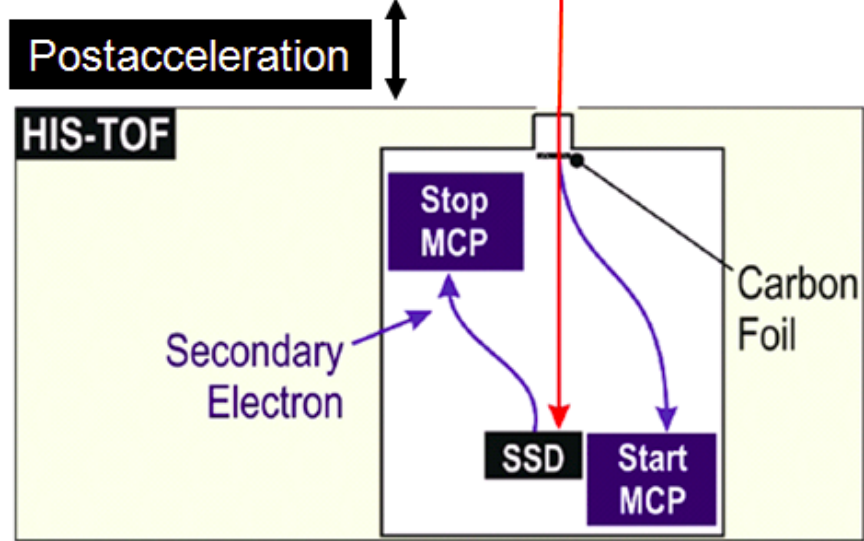 Postacceleration
HIS-TOF
Stop
MCP
Carbon
Foil
Secondary
Electron
SSD
Start
MCP